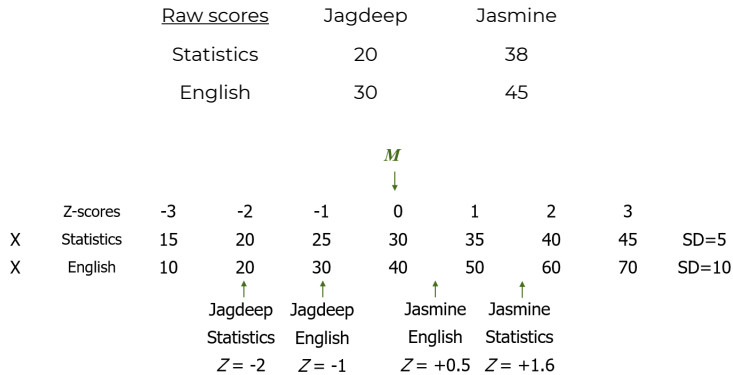 Raw scores Jagdeep Jasmine
Statistics 20 38
English 30 45
M
Z-scores -3 -2 -1 0 1 2 3
X Statistics 15 20 25 30 35 40 45 SD=5
X English 10 20 30 40 50 60 70 SD=10
Jagdeep Jagdeep Jasmine Jasmine
Statistics English English Statistics
Z = -2 Z = -1 Z = +0.5 Z = +1.6